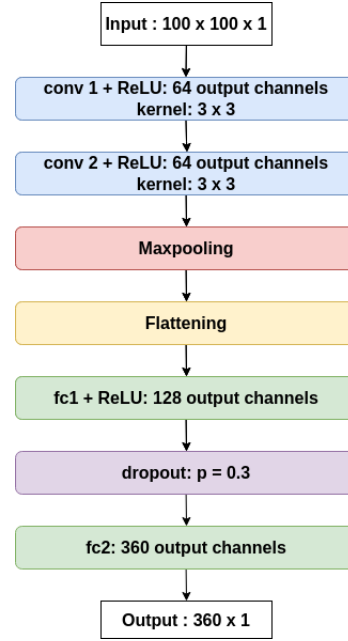 Input : 100 x 100 x 1
conv 1 + ReLU: 64 output channels
kernel: 3 x 3
conv 2 + ReLU: 64 output channels
kernel: 3 x 3
Maxpooling
Flattening
fc1 + ReLU: 128 output channels
dropout: p = 0.3
fc2: 360 output channels
Output : 360 x 1